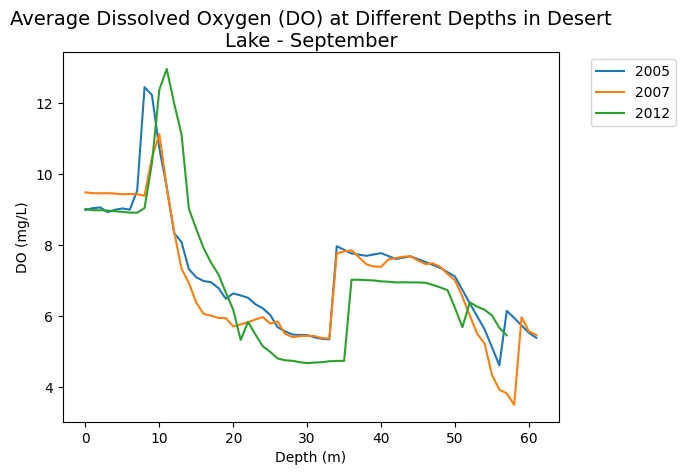 Average Dissolved Oxygen (DO) at Different Depths in Desert
Lake - September
2005
2007
2012
DO (mg/L)
12
10
8
6
4
0 10 20 30 40 50 60
Depth (m)